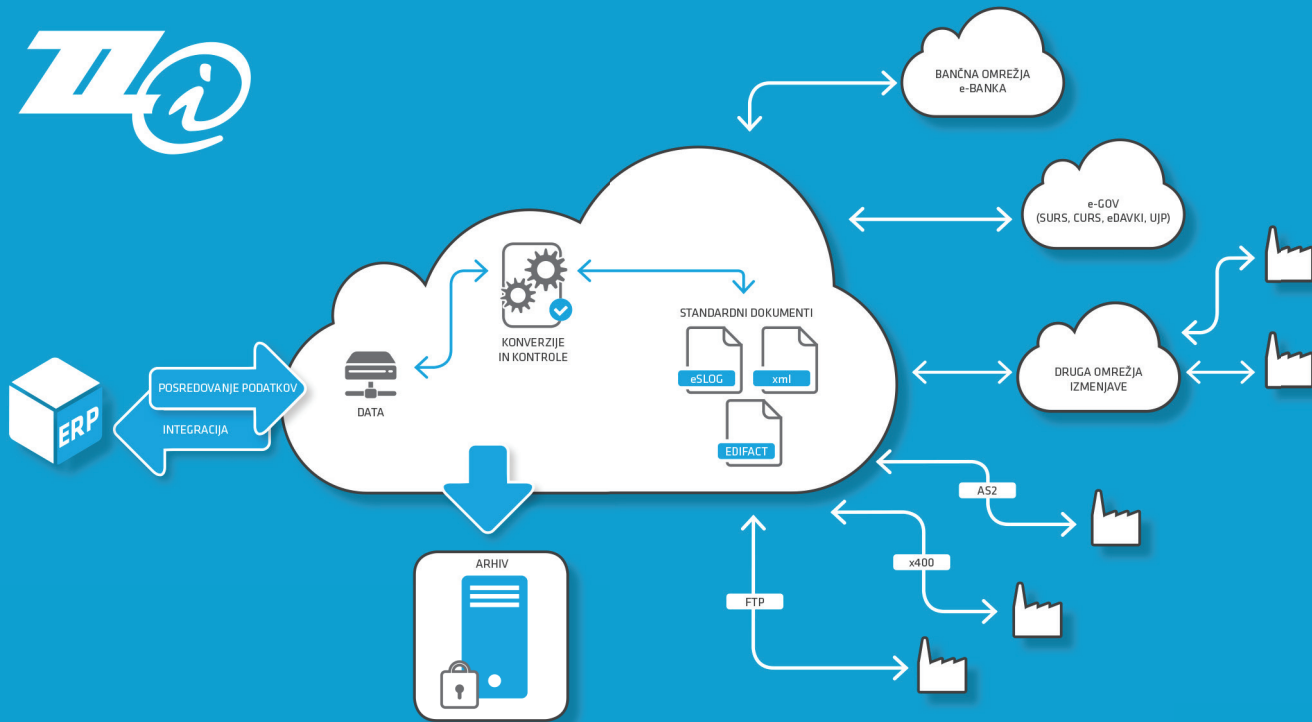 ZZi
BANČNA OMREŽJA
e-BANKA
e-GOV
(SURS, CURS, eDAVKI, UJP)
KONVERZIJE
IN KONTROLE
STANDARDNI DOKUMENTI
eSLOG
xml
EDIFACT
DATA
POSREDOVANJE PODATKOV
INTEGRACIJA
ERP
DRUGA OMREŽJA
IZMENJAVE
AS2
x400
FTP
ARHIV